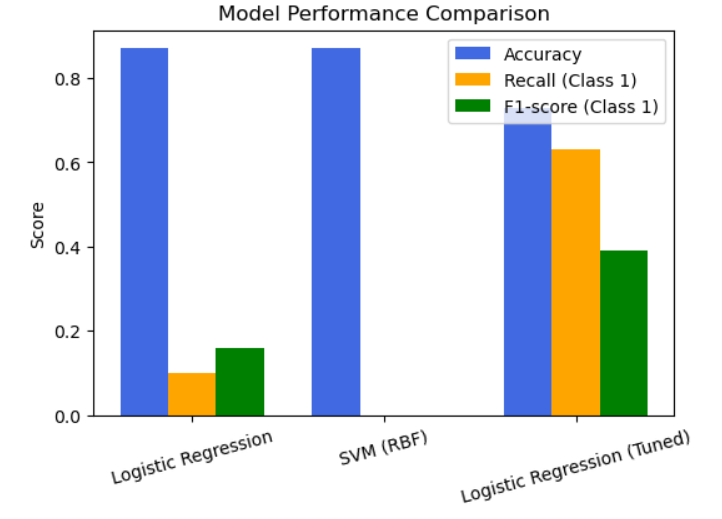 Model Performance Comparison
Accuracy
Recall (Class 1)
F1-score (Class 1)
Score
0.8
0.6
0.4
0.2
0.0
Logistic Regression
SVM (RBF)
Logistic Regression (Tuned)